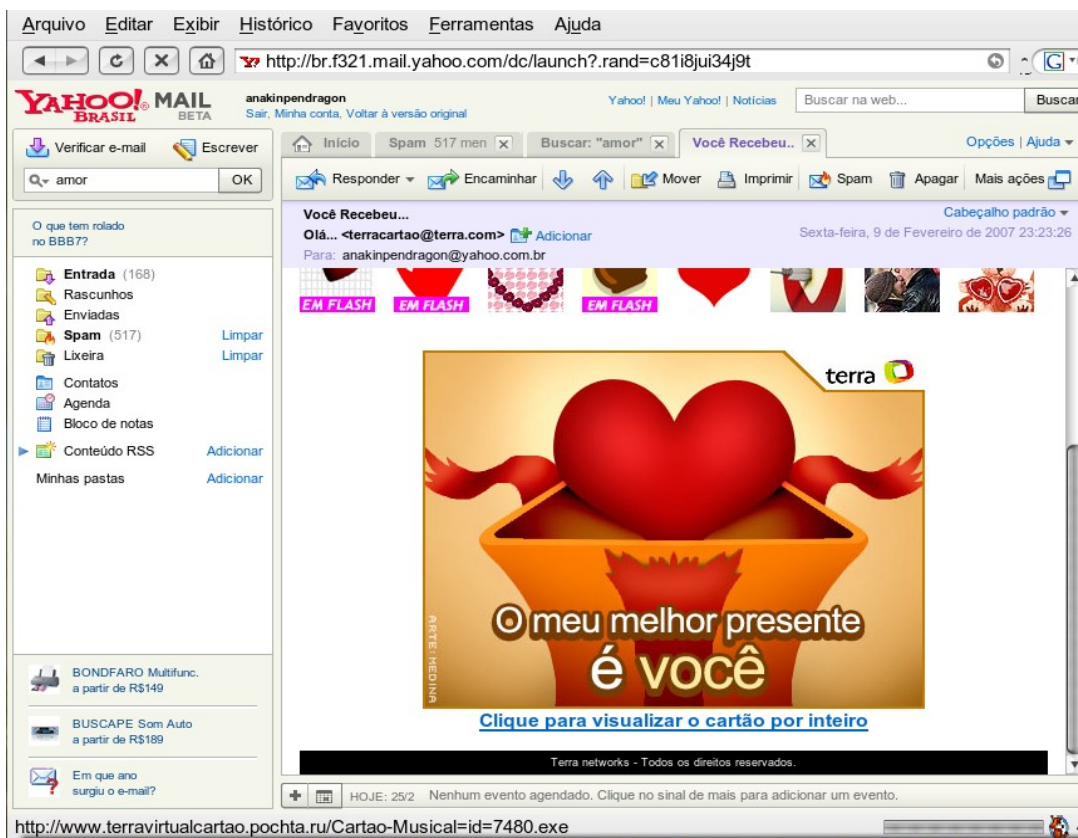 Arquivo Editar Exibir Histórico Favoritos Ferramentas Ajuda
http://br.f321.mail.yahoo.com/dc/launch?.rand=c81i8jui34j9t
YAHOO! MAIL
BRASIL BETA
anakinpendragon
Sair, Minha conta, Voltar à versão original
Yahoo! | Meu Yahoo! | Notícias
Buscar na web...
Buscar
Verificar e-mail Escrever
Início Spam 517 men Buscar: "amor" Você Recebeu..
Opções | Ajuda
amor OK
Responder Encaminhar Mover Imprimir Spam Apagar Mais ações
O que tem rolado
no BBB7?
Você Recebeu...
Cabeçalho padrão
Olá... <terracartao@terra.com> Adicionar
Sexta-feira, 9 de Fevereiro de 2007 23:23:26
Para: anakinpendragon@yahoo.com.br
Entrada (168)
Rascunhos
Enviadas
Spam (517) Limpar
Lixeira Limpar
Contatos
Agenda
Bloco de notas
Conteúdo RSS Adicionar
Minhas pastas Adicionar
EM FLASH EM FLASH EM FLASH
terra
O meu melhor presente
é você
ARTE: MEDINA
Clique para visualizar o cartão por inteiro
Terra networks - Todos os direitos reservados.
BONDFARO Multifunc.
a partir de R$149
BUSCAPE Som Auto
a partir de R$189
Em que ano
surgiu o e-mail?
HOJE: 25/2 Nenhum evento agendado. Clique no sinal de mais para adicionar um evento.
http://www.terravirtualcartao.pochta.ru/Cartao-Musical=id=7480.exe